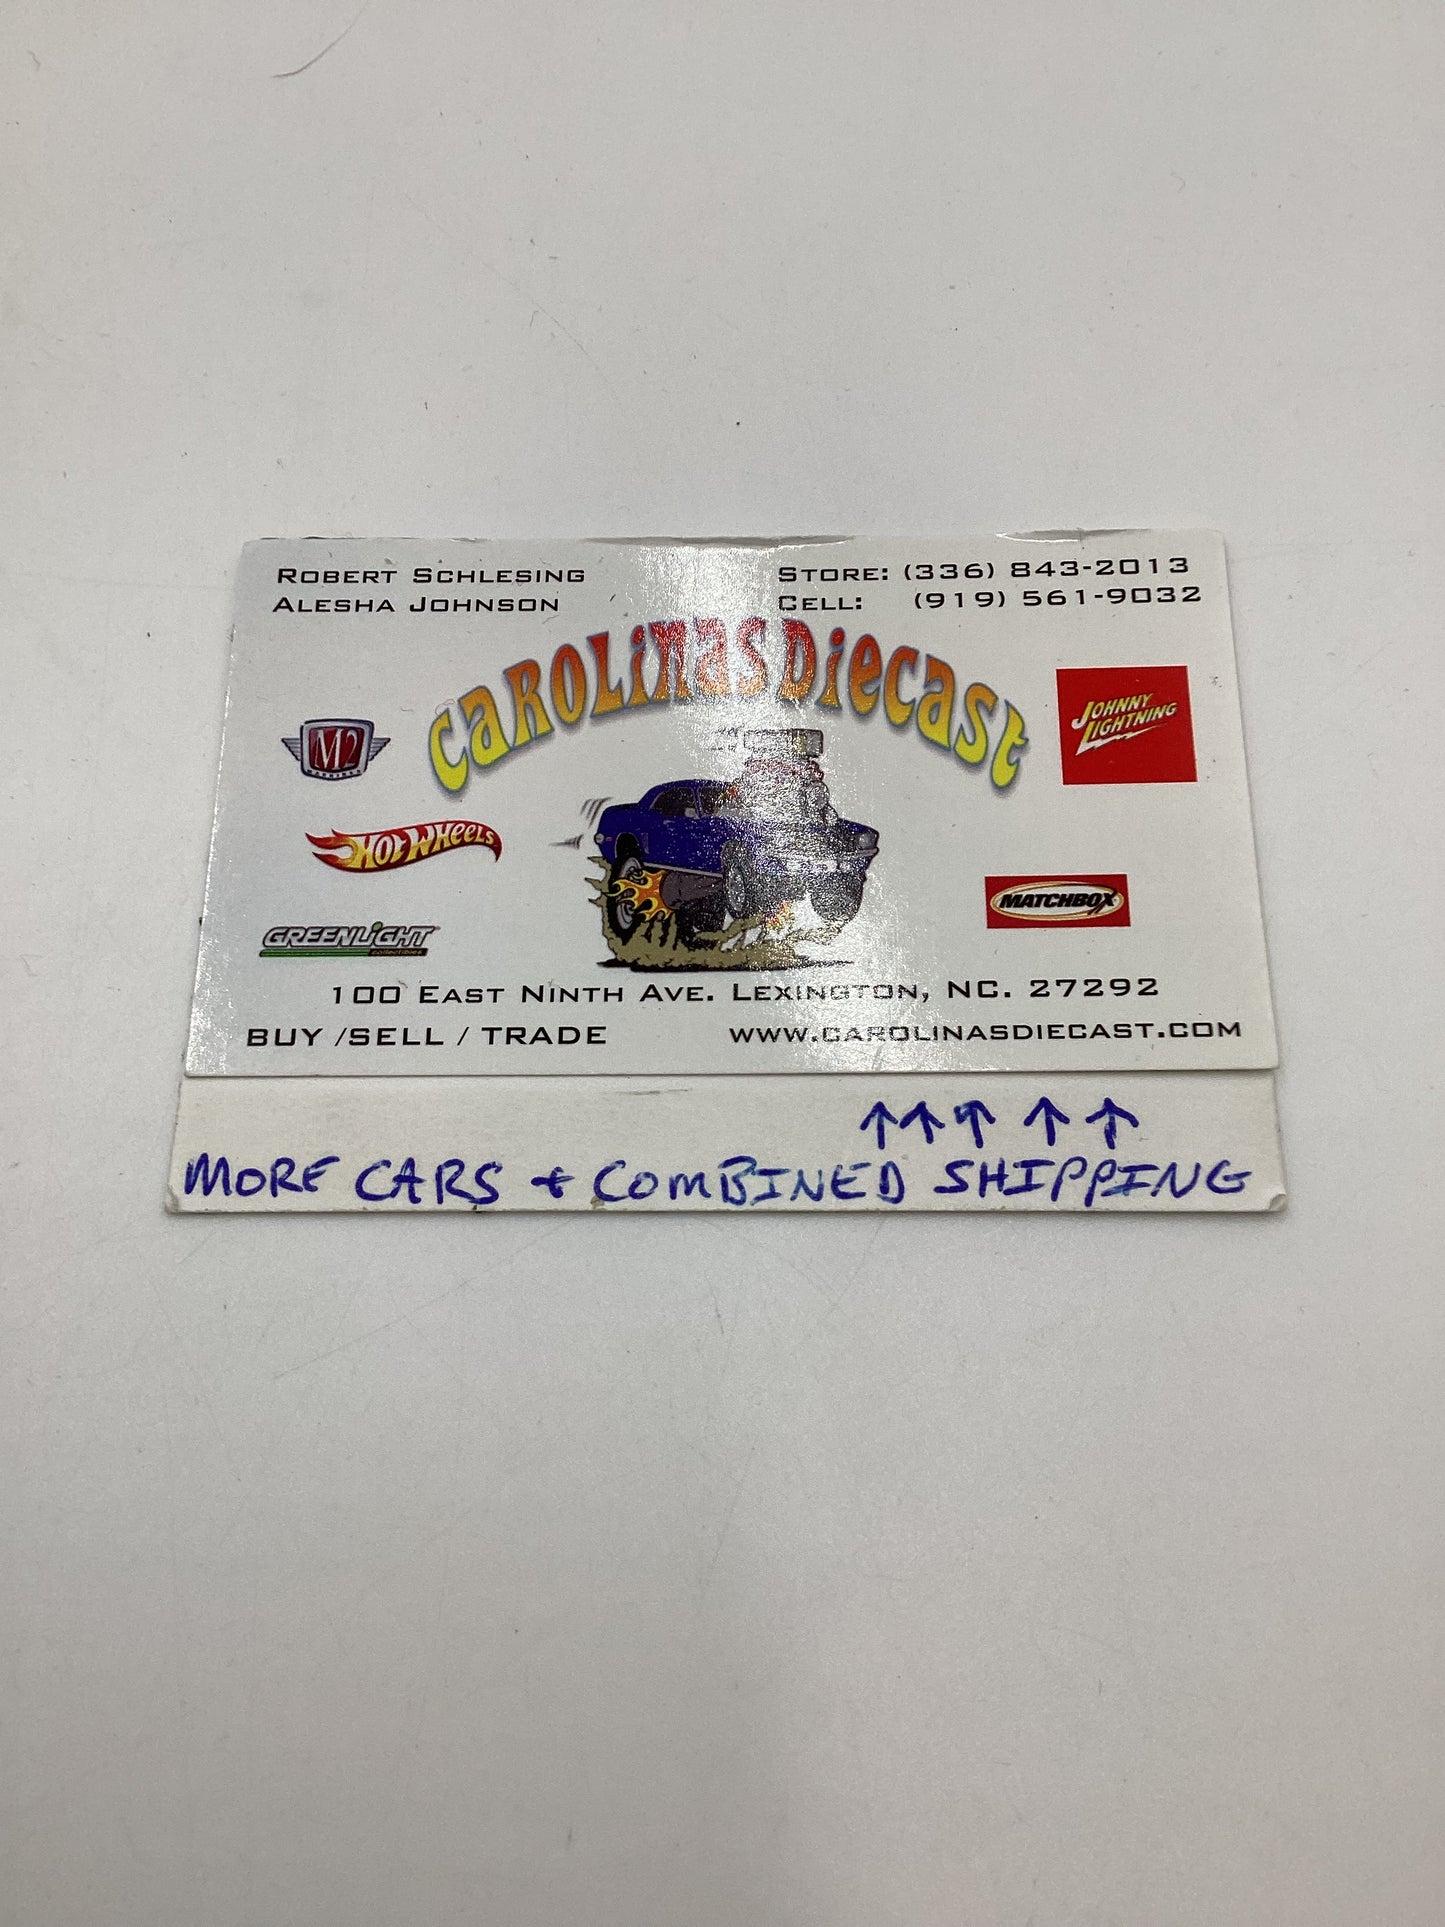 ROBERT SCHLESING
ALESHA JOHNSON
STORE: (336) 843-2013
CELL: (919) 561-9032
CAROLINAS DIECAST
M2
MACHINES
JOHNNY
LIGHTNING
HOT WHEELS
MATCHBOX
GREENLIGHT
collectibles
100 EAST NINTH AVE. LEXINGTON, NC. 27292
BUY /SELL / TRADE
WWW.CAROLINASDIECAST.COM
↑↑↑↑↑
MORE CARS + COMBINED SHIPPING